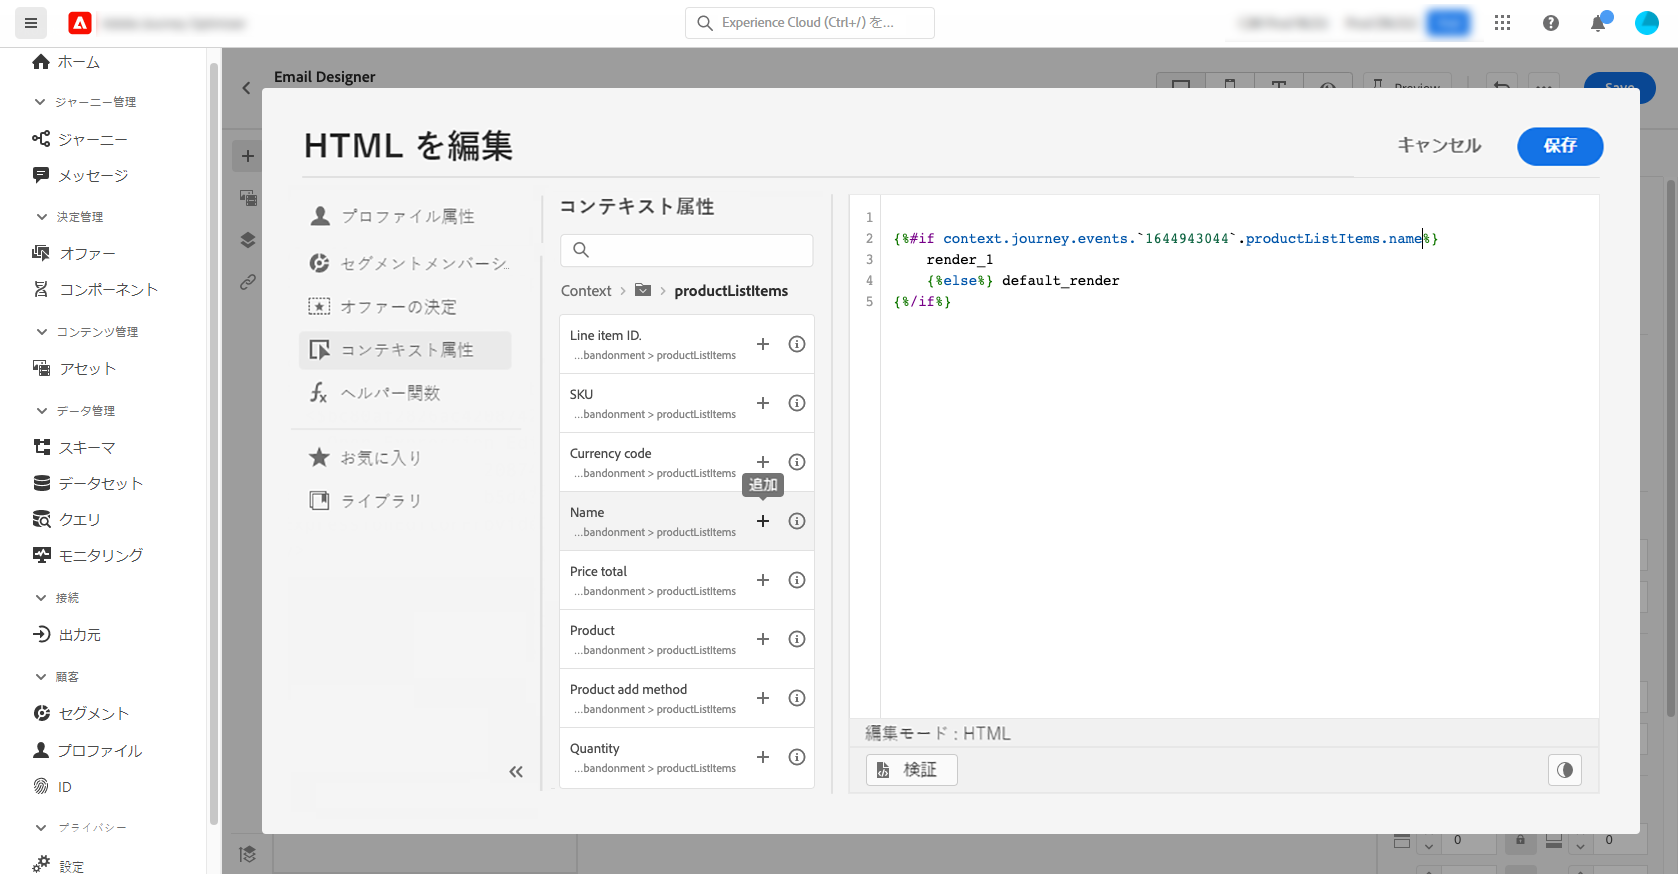 Experience Cloud (Ctrl+/) を...
ホーム
ジャーニー管理
ジャーニー
メッセージ
決定管理
オファー
コンポーネント
コンテンツ管理
アセット
データ管理
スキーマ
データセット
クエリ
モニタリング
接続
出力元
顧客
セグメント
プロファイル
ID
プライバシー
設定
Email Designer
Preview
Save
HTML を編集
キャンセル
保存
プロファイル属性
セグメントメンバーシ...
オファーの決定
コンテキスト属性
ヘルパー関数
お気に入り
ライブラリ
コンテキスト属性
Context > productListItems
Line item ID.
...bandonment > productListItems
SKU
...bandonment > productListItems
Currency code
...bandonment > productListItems
追加
Name
...bandonment > productListItems
Price total
...bandonment > productListItems
Product
...bandonment > productListItems
Product add method
...bandonment > productListItems
Quantity
...bandonment > productListItems
1
2 {%#if context.journey.events.`1644943044`.productListItems.name%}
3 render_1
4 {%else%} default_render
5 {%/if%}
編集モード : HTML
検証
0
0